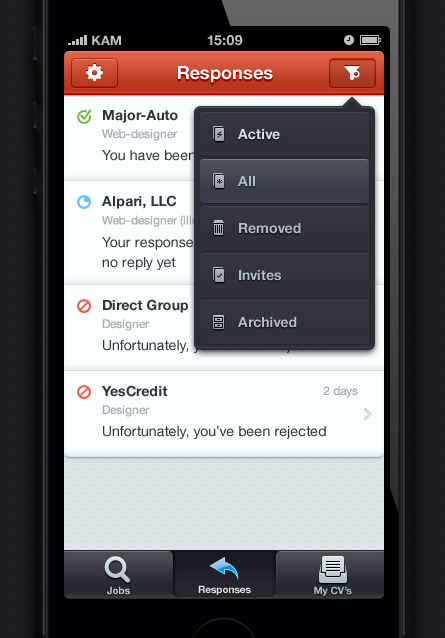 KAM 15:09
Responses
Major-Auto
Web-designer
You have been
Alpari, LLC
Web-designer
Your response
no reply yet
Direct Group
Designer
Unfortunately,
YesCredit 2 days
Designer
Unfortunately, you've been rejected
Active
All
Removed
Invites
Archived
Jobs
Responses
My CV's